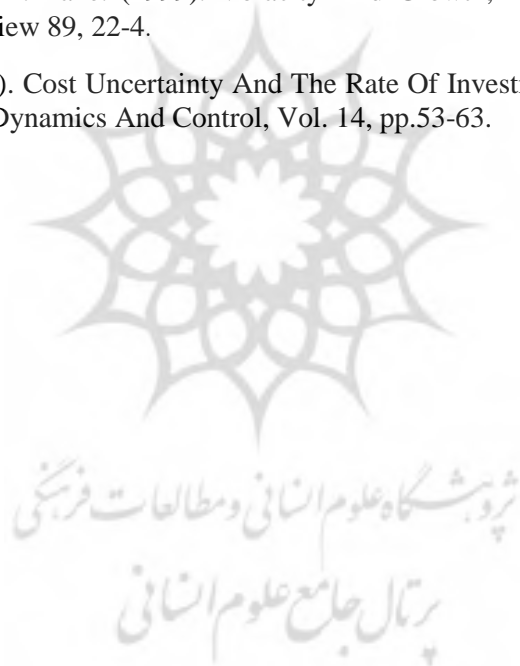 iew 89, 22-4.
). Cost Uncertainty And The Rate Of Investi
Dynamics And Control, Vol. 14, pp.53-63.
پژوهشگاه علوم انسانی و مطالعات فرهنگی
پرتال جامع علوم انسانی